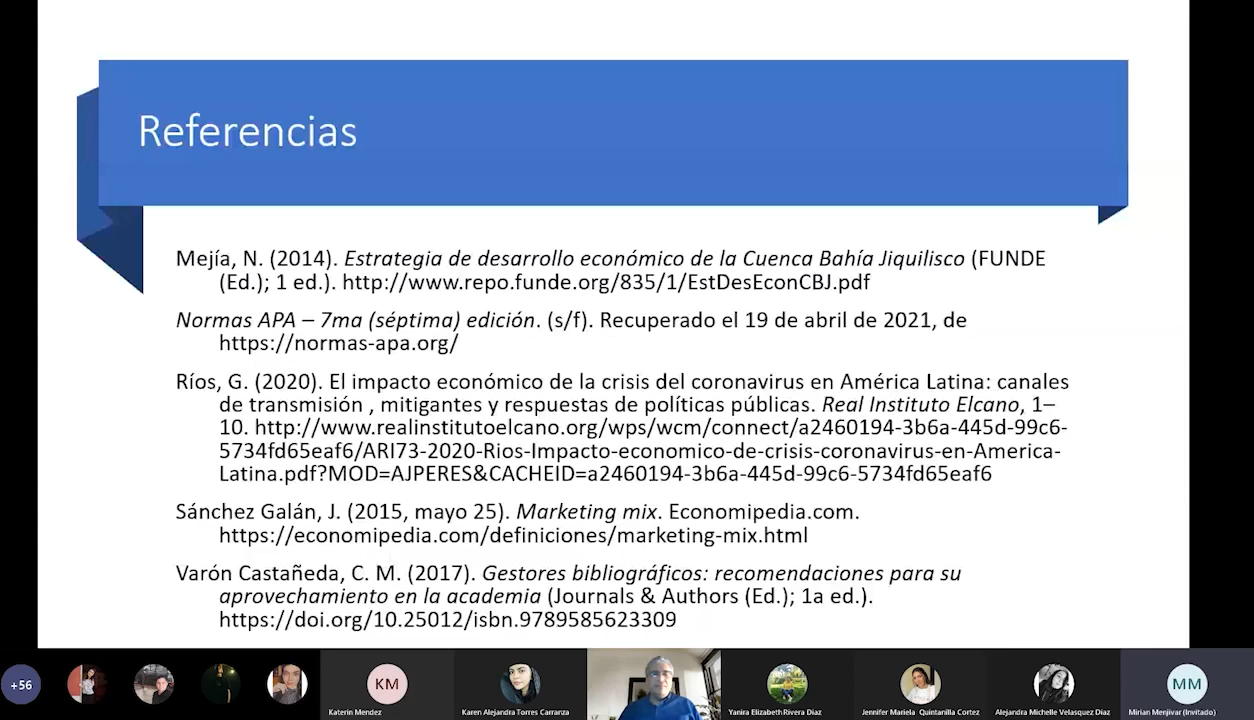 Referencias
Mejía, N. (2014). Estrategia de desarrollo económico de la Cuenca Bahía Jiquilisco (FUNDE
(Ed.); 1 ed.). http://www.repo.funde.org/835/1/EstDesEconCBJ.pdf
Normas APA – 7ma (séptima) edición. (s/f). Recuperado el 19 de abril de 2021, de
https://normas-apa.org/
Ríos, G. (2020). El impacto económico de la crisis del coronavirus en América Latina: canales
de transmisión , mitigantes y respuestas de políticas públicas. Real Instituto Elcano, 1–
10. http://www.realinstitutoelcano.org/wps/wcm/connect/a2460194-3b6a-445d-99c6-
5734fd65eaf6/ARI73-2020-Rios-Impacto-economico-de-crisis-coronavirus-en-America-
Latina.pdf?MOD=AJPERES&CACHEID=a2460194-3b6a-445d-99c6-5734fd65eaf6
Sánchez Galán, J. (2015, mayo 25). Marketing mix. Economipedia.com.
https://economipedia.com/definiciones/marketing-mix.html
Varón Castañeda, C. M. (2017). Gestores bibliográficos: recomendaciones para su
aprovechamiento en la academia (Journals & Authors (Ed.); 1a ed.).
https://doi.org/10.25012/isbn.9789585623309
+56
KM
MM
Katerin Mendez
Karen Alejandra Torres Carranza
Yanira Elizabeth Rivera Diaz
Jennifer Mariela Quintanilla Cortez
Alejandra Michelle Velasquez Diaz
Mirian Menjivar (Invitado)